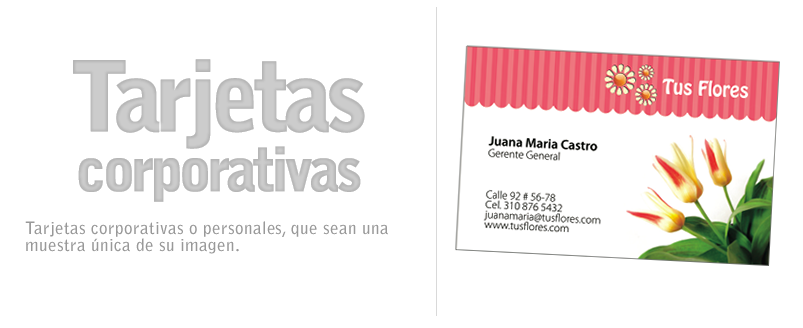 Tarjetas
corporativas
Tarjetas corporativas o personales, que sean una
muestra única de su imagen.
Tus Flores
Juana Maria Castro
Gerente General
Calle 92 # 56-78
Cel. 310 876 5432
juanamaria@tusflores.com
www.tusflores.com